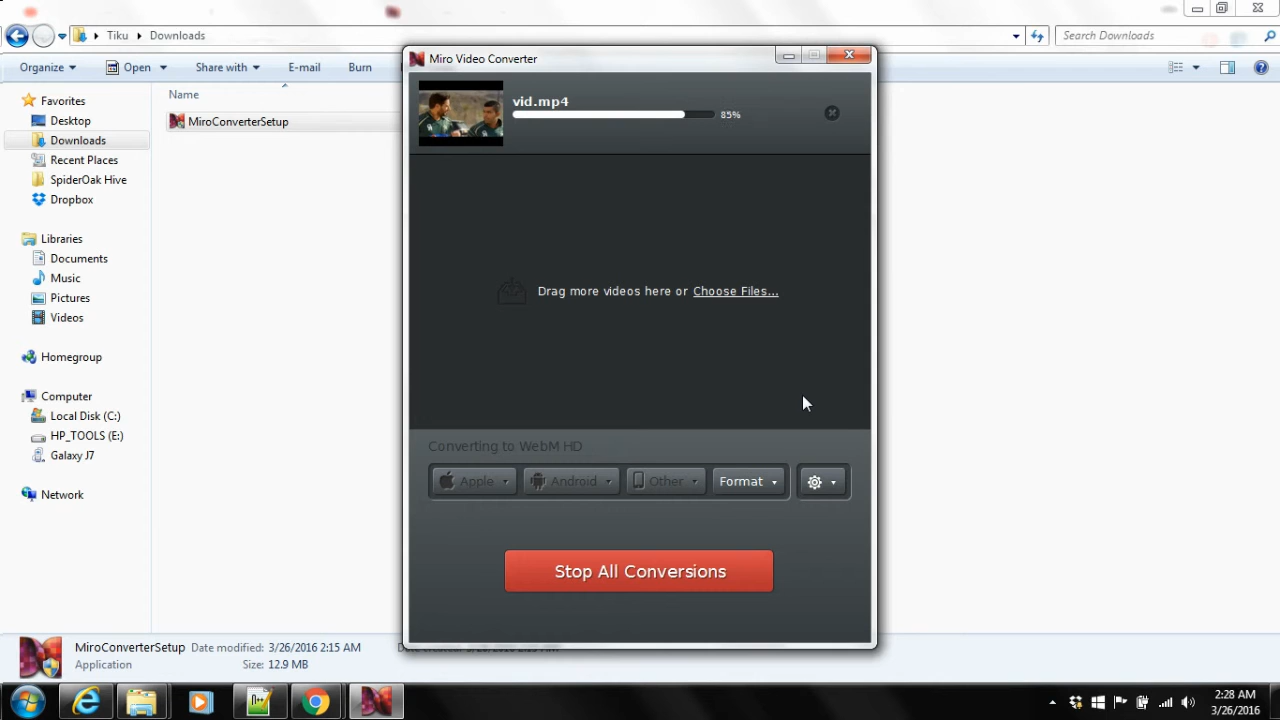 Tiku
Downloads
Search Downloads
Organize
Open
Share with
E-mail
Burn
Favorites
Desktop
Downloads
Recent Places
SpiderOak Hive
Dropbox
Libraries
Documents
Music
Pictures
Videos
Homegroup
Computer
Local Disk (C:)
HP_TOOLS (E:)
Galaxy J7
Network
Name
MiroConverterSetup
Miro Video Converter
vid.mp4
85%
Drag more videos here or Choose Files...
Converting to WebM HD
Apple
Android
Other
Format
Stop All Conversions
MiroConverterSetup Date modified: 3/26/2016 2:15 AM
Application Size: 12.9 MB
2:28 AM
3/26/2016